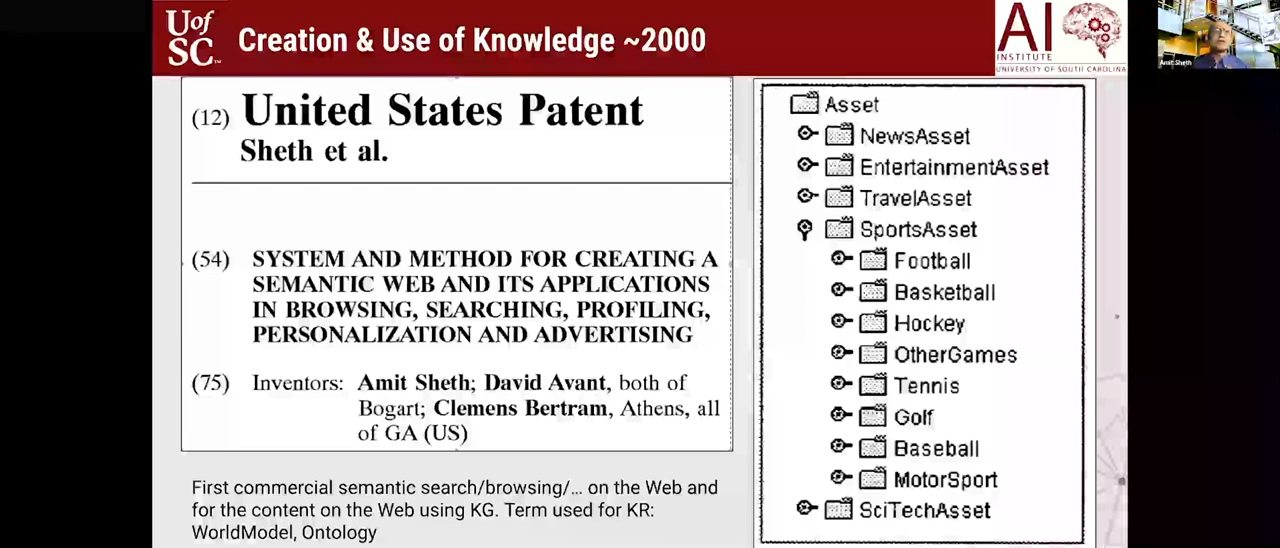 UofSC
Creation & Use of Knowledge ~2000
AI
INSTITUTE
UNIVERSITY OF SOUTH CAROLINA
Amit Sheth
(12) United States Patent
Sheth et al.
(54) SYSTEM AND METHOD FOR CREATING A
SEMANTIC WEB AND ITS APPLICATIONS
IN BROWSING, SEARCHING, PROFILING,
PERSONALIZATION AND ADVERTISING
(75) Inventors: Amit Sheth; David Avant, both of
Bogart; Clemens Bertram, Athens, all
of GA (US)
First commercial semantic search/browsing/... on the Web and
for the content on the Web using KG. Term used for KR:
WorldModel, Ontology
Asset
NewsAsset
EntertainmentAsset
TravelAsset
SportsAsset
Football
Basketball
Hockey
OtherGames
Tennis
Golf
Baseball
MotorSport
SciTechAsset